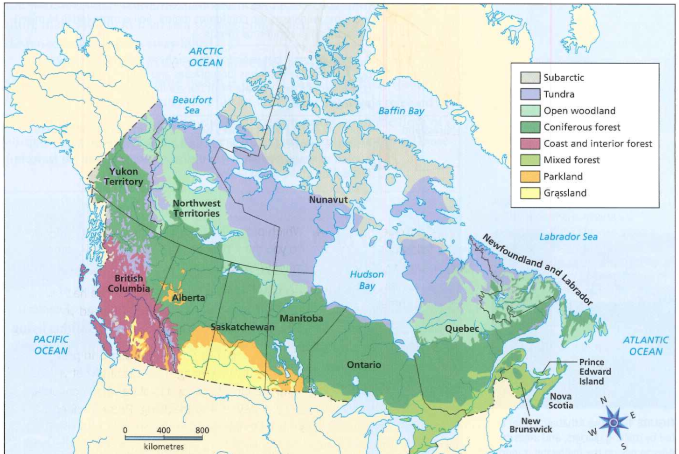 ARCTIC
OCEAN
Beaufort
Sea
Baffin Bay
Subarctic
Tundra
Open woodland
Coniferous forest
Coast and interior forest
Mixed forest
Parkland
Grassland
Yukon
Territory
Northwest
Territories
Nunavut
Labrador Sea
Newfoundland and Labrador
Hudson
Bay
British
Columbia
Alberta
Saskatchewan
Manitoba
Quebec
Ontario
PACIFIC
OCEAN
ATLANTIC
OCEAN
Prince
Edward
Island
Nova
Scotia
New
Brunswick
N
E
S
W
0 400 800
kilometres